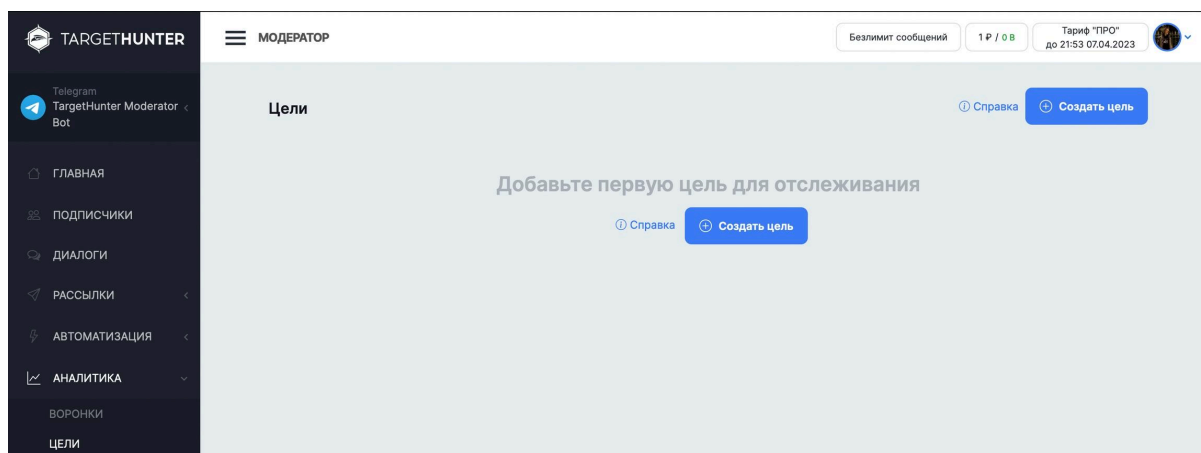 TARGETHUNTER
МОДЕРАТОР
Безлимит сообщений
1 ₽ / 0 B
Тариф "ПРО"
до 21:53 07.04.2023
Telegram
TargetHunter Moderator
Bot
Цели
Справка
Создать цель
ГЛАВНАЯ
ПОДПИСЧИКИ
ДИАЛОГИ
РАССЫЛКИ
АВТОМАТИЗАЦИЯ
АНАЛИТИКА
ВОРОНКИ
ЦЕЛИ
Добавьте первую цель для отслеживания
Справка
Создать цель